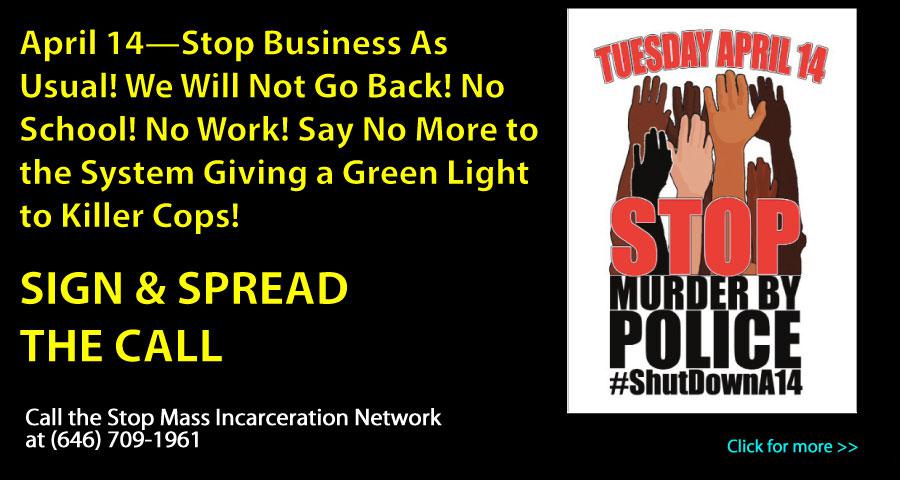 April 14—Stop Business As
Usual! We Will Not Go Back! No
School! No Work! Say No More to
the System Giving a Green Light
to Killer Cops!
SIGN & SPREAD
THE CALL
Call the Stop Mass Incarceration Network
at (646) 709-1961
TUESDAY APRIL 14
STOP
MURDER BY
POLICE
#ShutDownA14
Click for more >>